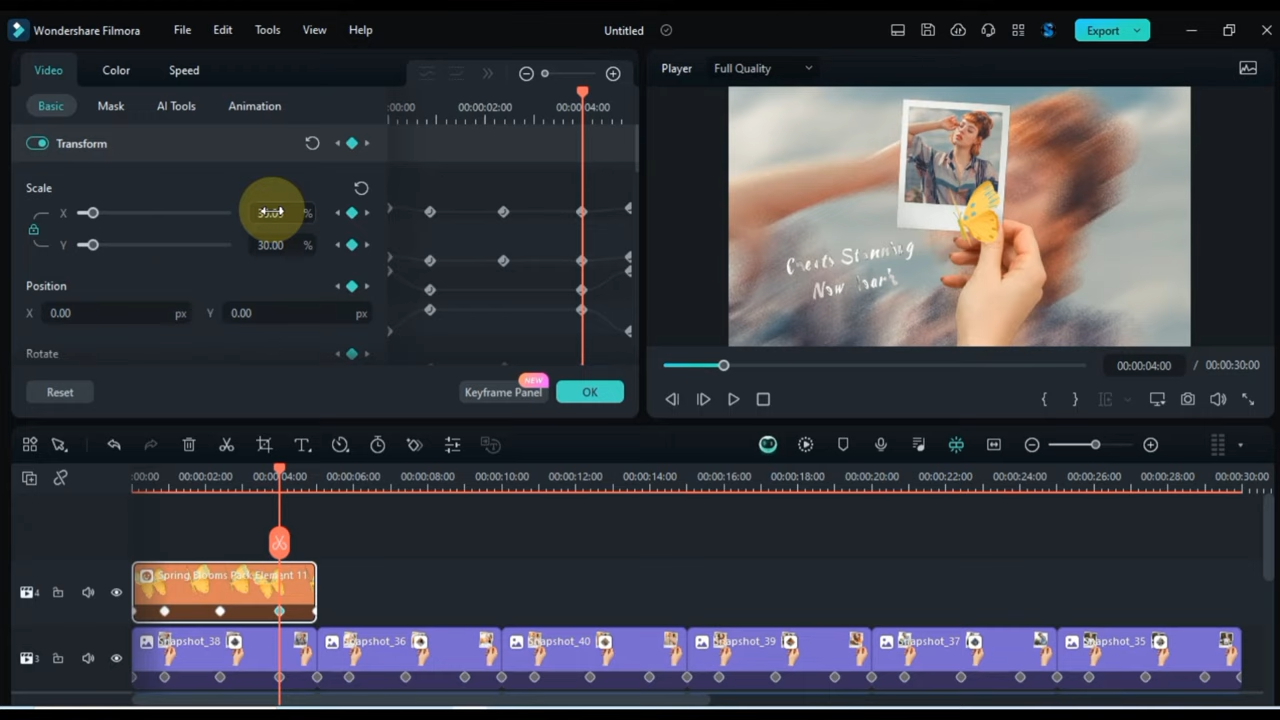 Wondershare Filmora File Edit Tools View Help Untitled Export
Video Color Speed
Player Full Quality
Basic Mask AI Tools Animation
:00:00 00:00:02:00 00:00:04:00
Transform
Scale
X %
Y 30.00 %
Position
X 0.00 px Y 0.00 px
Rotate
Create Stunning
00:00:04:00 / 00:00:30:00
NEW
Reset Keyframe Panel OK
:00:00 00:00:02:00 00:00:04:00 00:00:06:00 00:00:08:00 00:00:10:00 00:00:12:00 00:00:14:00 00:00:16:00 00:00:18:00 00:00:20:00 00:00:22:00 00:00:24:00 00:00:26:00 00:00:28:00 00:00:30:00
4 Spring Blooms Park Element 11
3 Snapshot_38 Snapshot_36 Snapshot_40 Snapshot_39 Snapshot_37 Snapshot_35